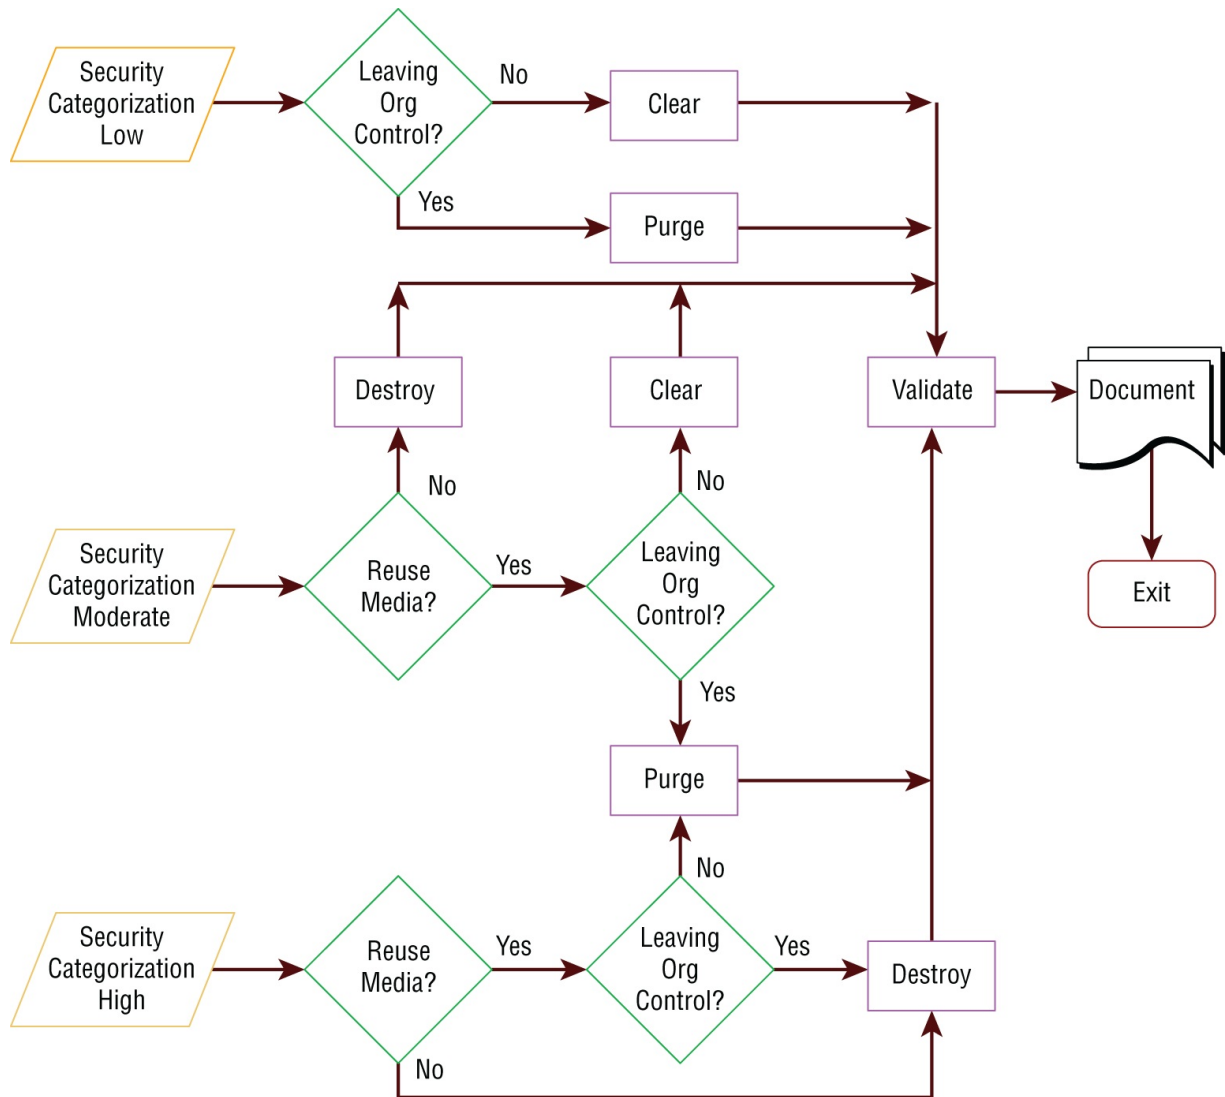 Security
Categorization
Low
Leaving
Org
Control?
No
Clear
Yes
Purge
Destroy
Clear
Validate
Document
No
No
Security
Categorization
Moderate
Reuse
Media?
Yes
Leaving
Org
Control?
Exit
Yes
Purge
No
Security
Categorization
High
Reuse
Media?
Yes
Leaving
Org
Control?
Yes
Destroy
No